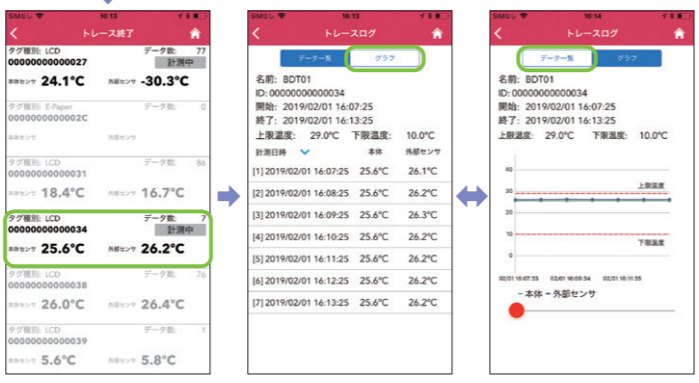 SIMなし 16:13
トレース終了
タグ種別: LCD データ数: 77
00000000000027 計測中
本体センサ 24.1°C 外部センサ -30.3°C
タグ種別: E-Paper データ数: 0
0000000000002C
本体センサ 外部センサ
タグ種別: LCD データ数: 86
00000000000031
本体センサ 18.4°C 外部センサ 16.7°C
タグ種別: LCD データ数: 7
00000000000034 計測中
本体センサ 25.6°C 外部センサ 26.2°C
タグ種別: LCD データ数: 76
00000000000038
本体センサ 26.0°C 外部センサ 26.4°C
タグ種別: LCD データ数: 1
00000000000039
本体センサ 5.6°C 外部センサ 5.8°C
SIMなし 16:13
トレースログ
データ一覧 グラフ
名前: BDT01
ID: 00000000000034
開始: 2019/02/01 16:07:25
終了: 2019/02/01 16:13:25
上限温度: 29.0°C 下限温度: 10.0°C
計測日時 本体 外部センサ
[1] 2019/02/01 16:07:25 25.6°C 26.1°C
[2] 2019/02/01 16:08:25 25.6°C 26.2°C
[3] 2019/02/01 16:09:25 25.6°C 26.3°C
[4] 2019/02/01 16:10:25 25.6°C 26.2°C
[5] 2019/02/01 16:11:25 25.6°C 26.2°C
[6] 2019/02/01 16:12:25 25.6°C 26.2°C
[7] 2019/02/01 16:13:25 25.6°C 26.2°C
SIMなし 16:14
トレースログ
データ一覧 グラフ
名前: BDT01
ID: 00000000000034
開始: 2019/02/01 16:07:25
終了: 2019/02/01 16:13:25
上限温度: 29.0°C 下限温度: 10.0°C
40
上限温度
30
20
10
下限温度
0
02/01 16:07:33 02/01 16:09:34 02/01 16:11:35
- 本体 - 外部センサ